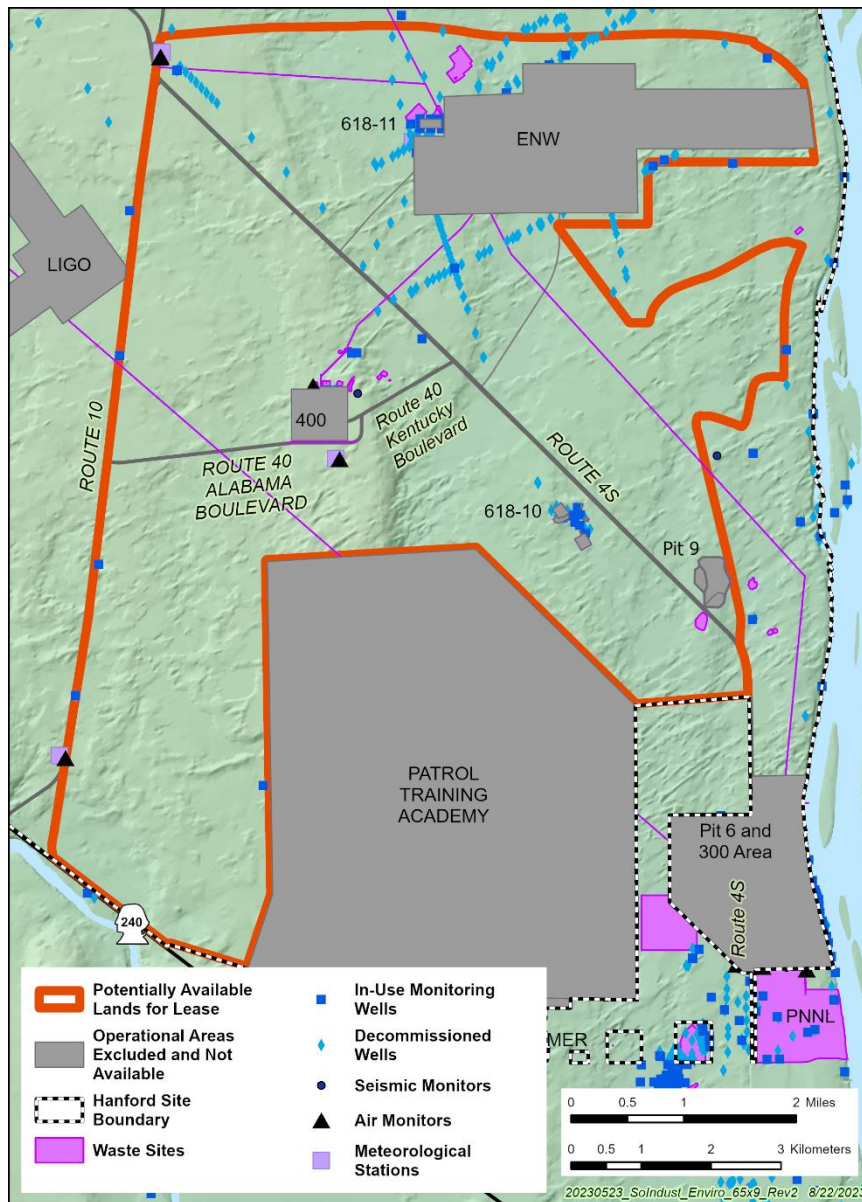 618-11
ENW
LIGO
ROUTE 10
400
Route 40
Kentucky
Boulevard
ROUTE 40
ALABAMA
BOULEVARD
ROUTE 4S
618-10
Pit 9
PATROL
TRAINING
ACADEMY
Pit 6 and
300 Area
Route 4S
240
PNNL
MER
Potentially Available
Lands for Lease
Operational Areas
Excluded and Not
Available
Hanford Site
Boundary
Waste Sites
In-Use Monitoring
Wells
Decommissioned
Wells
Seismic Monitors
Air Monitors
Meteorological
Stations
0 0.5 1 2 Miles
0 0.5 1 2 3 Kilometers
20230523_SolIndust_Enviro_65x9_Rev2 8/22/2023